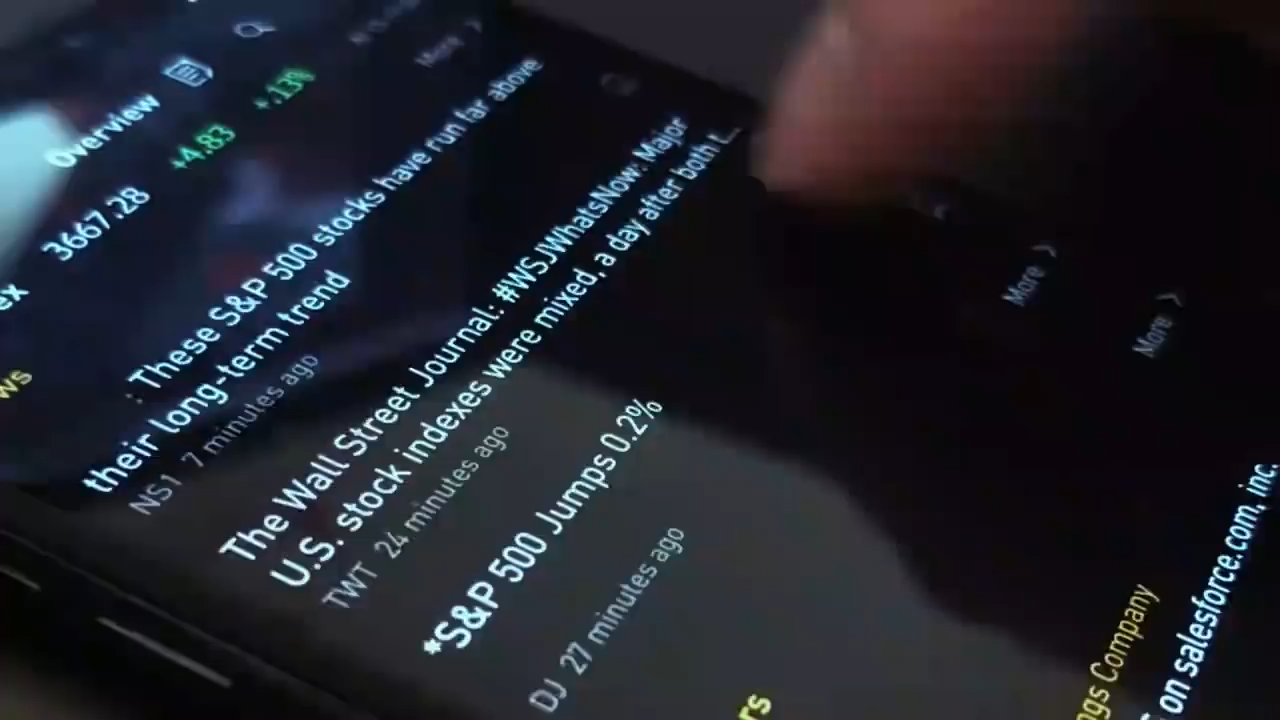 Overview
3667.28 +4.83 +.13%
More
: These S&P 500 stocks have run far above
their long-term trend
NS1 7 minutes ago
The Wall Street Journal: #WSJWhatsNow: Major
U.S. stock indexes were mixed, a day after both t...
TWT 24 minutes ago
*S&P 500 Jumps 0.2%
DJ 27 minutes ago
More
More
ngs Company
on salesforce.com, inc.